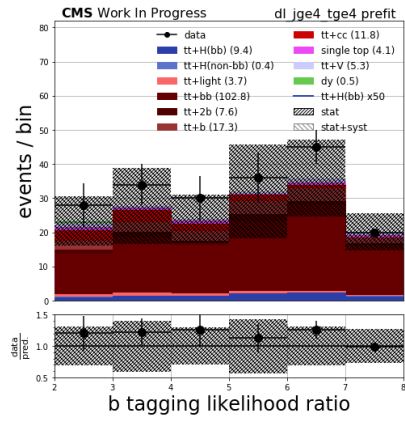 CMS Work In Progress dl_jge4_tge4 prefit
data
tt+H(bb) (9.4)
tt+H(non-bb) (0.4)
tt+light (3.7)
tt+bb (102.8)
tt+2b (7.6)
tt+b (17.3)
tt+cc (11.8)
single top (4.1)
tt+V (5.3)
dy (0.5)
tt+H(bb) x50
stat
stat+syst
events / bin
80
70
60
50
40
30
20
10
0
data
pred.
1.5
1.0
0.5
2 3 4 5 6 7 8
b tagging likelihood ratio